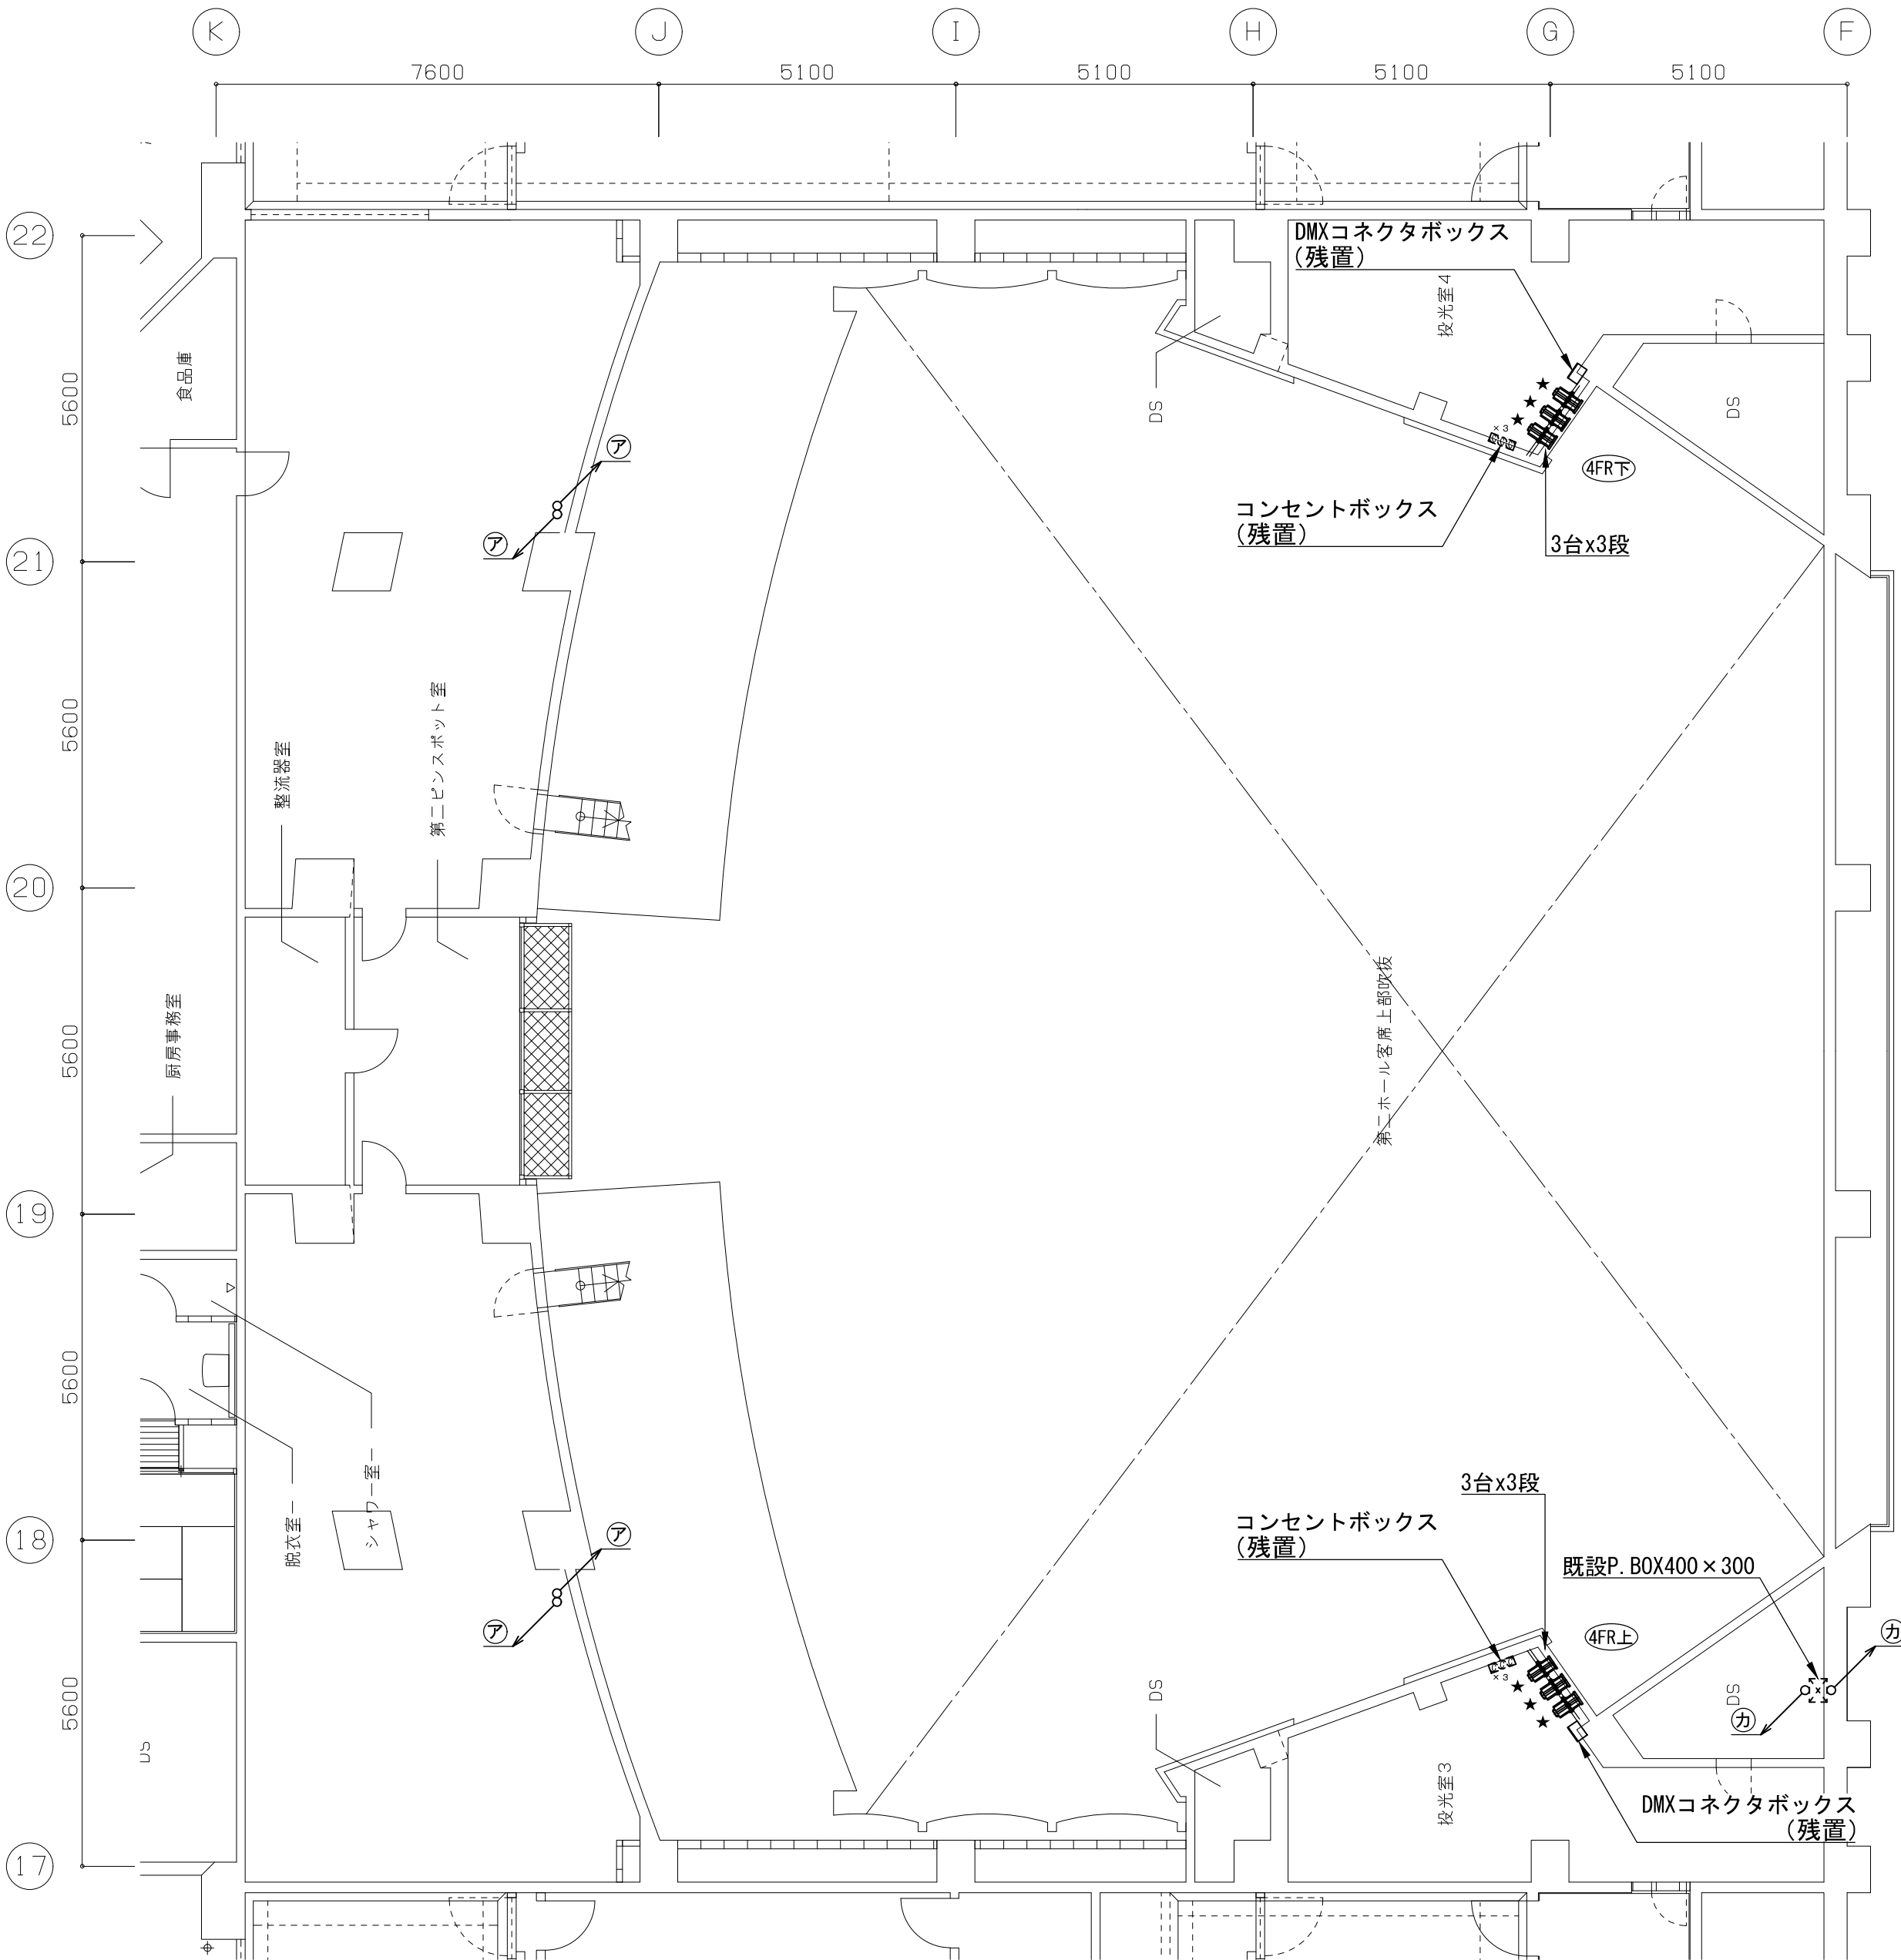 K
J
I
H
G
F
7600
5100
5100
5100
5100
22
DMXコネクタボックス
(残置)
投光室4
食品庫
5600
DS
DS
★
★
★
×3
㋐
4FR下
コンセントボックス
(残置)
㋐
3台x3段
21
5600
第二ピンスポット室
整流器室
20
第二ホール客席上部吹抜
厨房事務室
5600
19
5600
シャワー室一
脱衣室一
3台x3段
コンセントボックス
(残置)
18
㋐
既設P.BOX400×300
㋐
4FR上
㋕
×3
★
★
★
DS
DS
㋕
5600
DS
投光室3
DMXコネクタボックス
(残置)
17